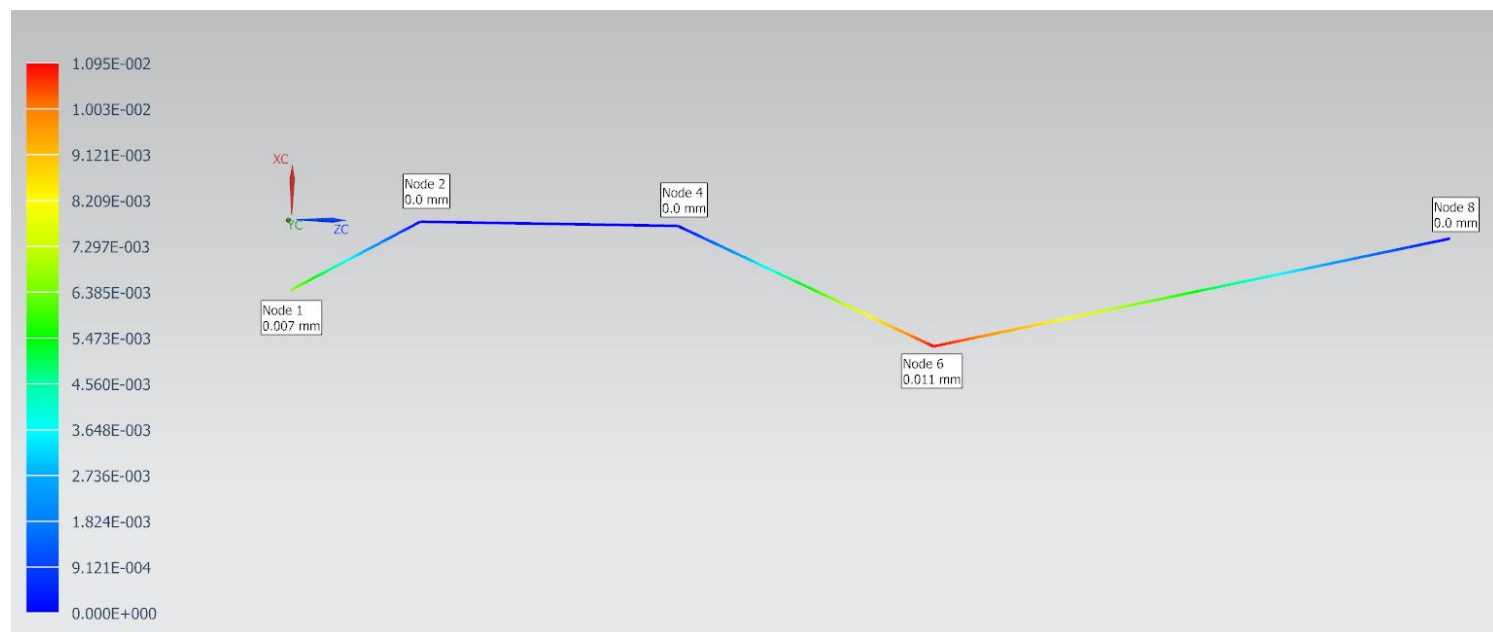 1.095E-002
1.003E-002
9.121E-003
8.209E-003
7.297E-003
6.385E-003
5.473E-003
4.560E-003
3.648E-003
2.736E-003
1.824E-003
9.121E-004
0.000E+000
XC
YC
ZC
Node 1
0.007 mm
Node 2
0.0 mm
Node 4
0.0 mm
Node 6
0.011 mm
Node 8
0.0 mm